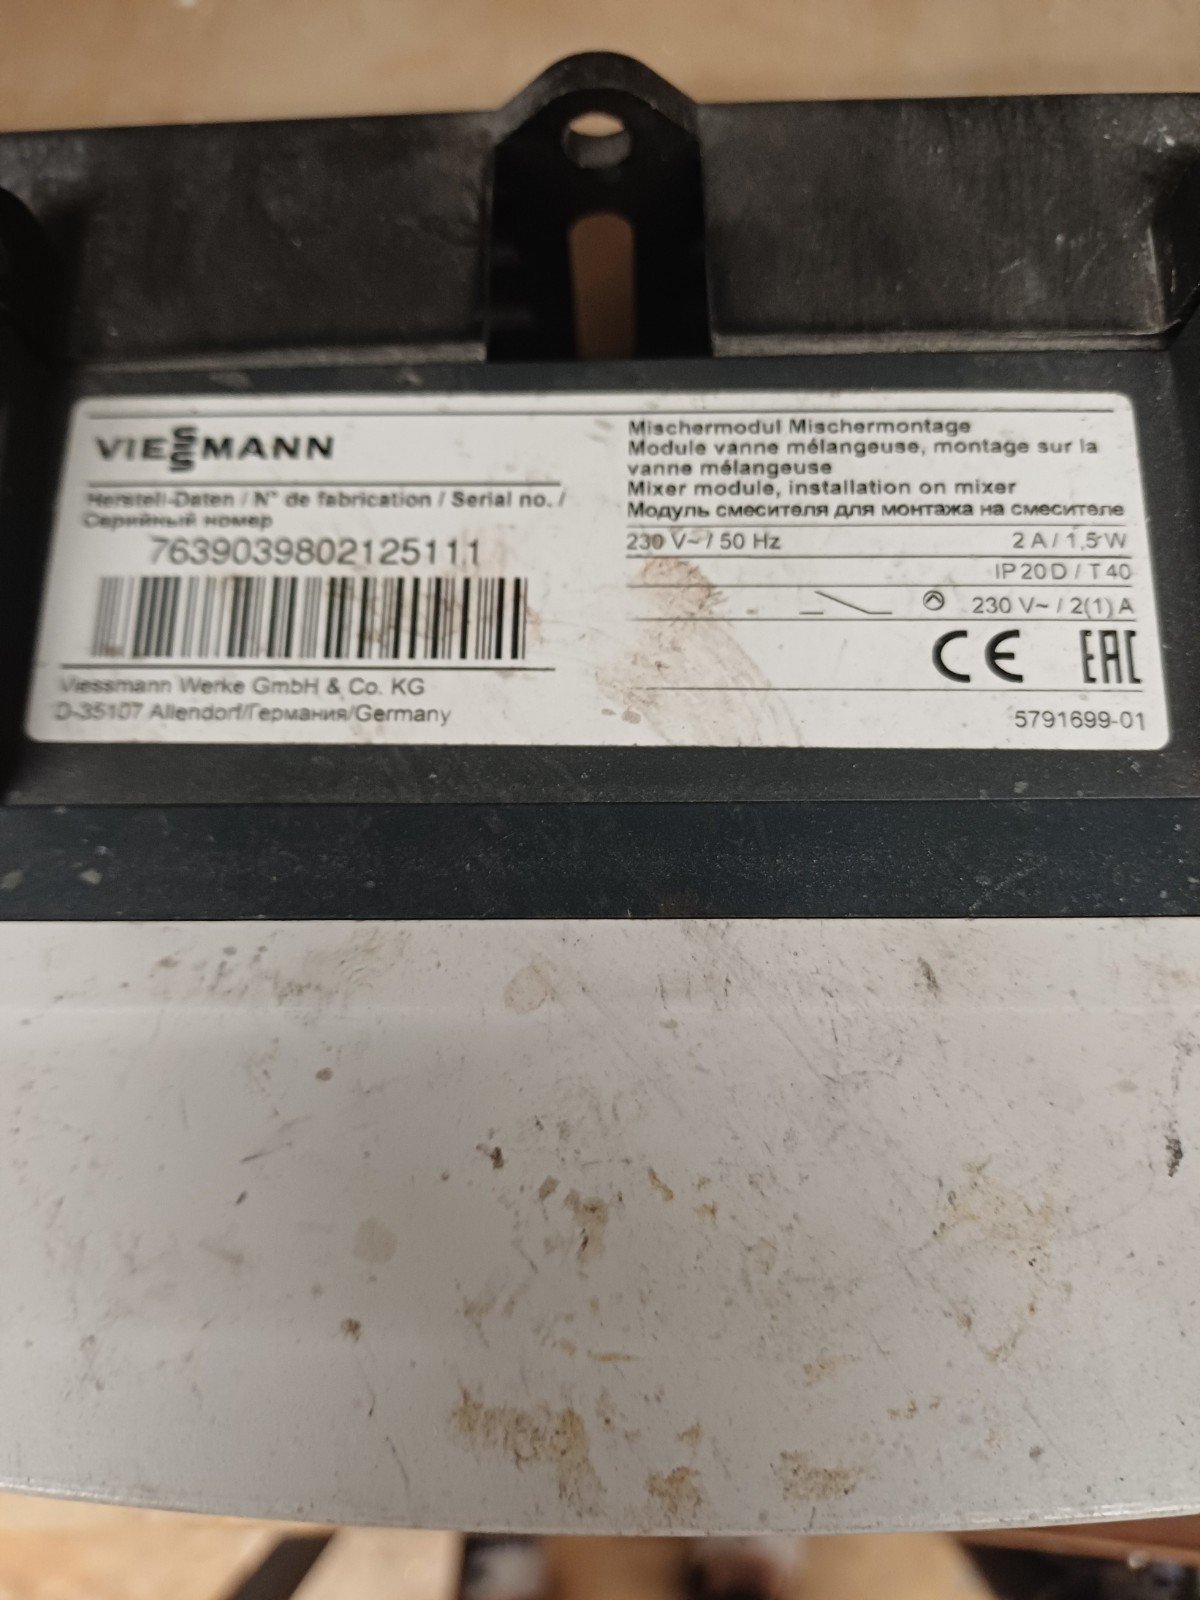 VIESSMANN
Herstell-Daten / N° de fabrication / Serial no. /
Серийный номер
7639039802125111
Viessmann Werke GmbH & Co. KG
D-35107 Allendorf/Германия/Germany
Mischermodul Mischermontage
Module vanne mélangeuse, montage sur la
vanne mélangeuse
Mixer module, installation on mixer
Модуль смесителя для монтажа на смесителе
230 V~ / 50 Hz 2 A / 1,5 W
IP 20 D / T 40
230 V~ / 2(1) A
CE EAC
5791699-01